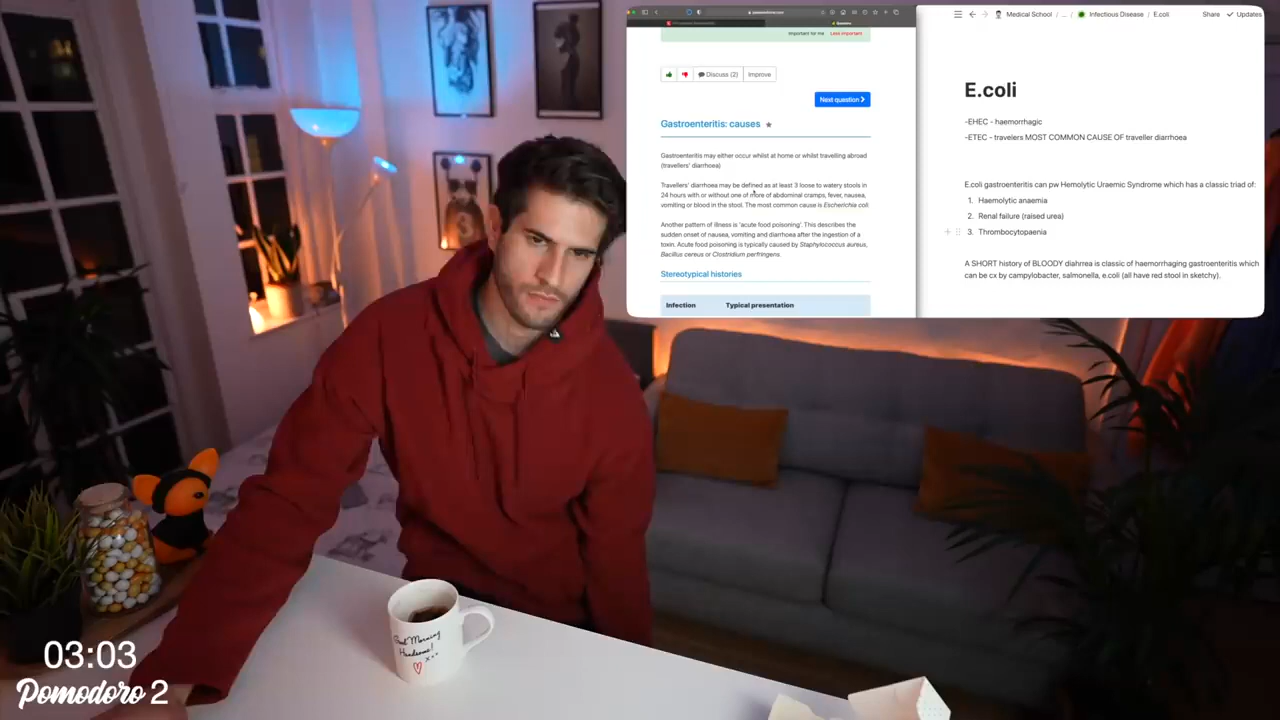 Important for me Less important
Discuss (2) Improve
Next question
Gastroenteritis: causes
Gastroenteritis may either occur whilst at home or whilst travelling abroad
(travellers' diarrhoea)
Travellers' diarrhoea may be defined as at least 3 loose to watery stools in
24 hours with or without one of more of abdominal cramps, fever, nausea,
vomiting or blood in the stool. The most common cause is Escherichia coli.
Another pattern of illness is 'acute food poisoning'. This describes the
sudden onset of nausea, vomiting and diarrhoea after the ingestion of a
toxin. Acute food poisoning is typically caused by Staphylococcus aureus,
Bacillus cereus or Clostridium perfringens.
Stereotypical histories
Infection Typical presentation
Medical School / ... / Infectious Disease / E.coli Share Updates
E.coli
-EHEC - haemorrhagic
-ETEC - travelers MOST COMMON CAUSE OF traveller diarrhoea
E.coli gastroenteritis can pw Hemolytic Uraemic Syndrome which has a classic triad of:
1. Haemolytic anaemia
2. Renal failure (raised urea)
3. Thrombocytopaenia
A SHORT history of BLOODY diahrrea is classic of haemorrhaging gastroenteritis which
can be cx by campylobacter, salmonella, e.coli (all have red stool in sketchy).
Good Morning
Handsome!
x••
03:03
Pomodoro 2